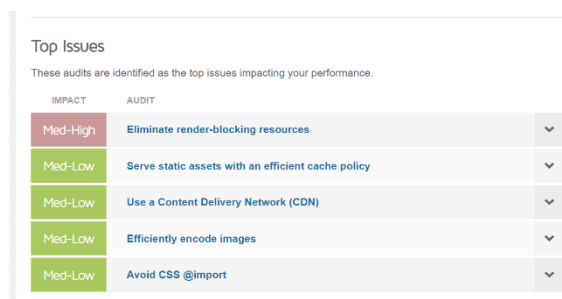 Top Issues
These audits are identified as the top issues impacting your performance.
IMPACT AUDIT
Med-High Eliminate render-blocking resources
Med-Low Serve static assets with an efficient cache policy
Med-Low Use a Content Delivery Network (CDN)
Med-Low Efficiently encode images
Med-Low Avoid CSS @import